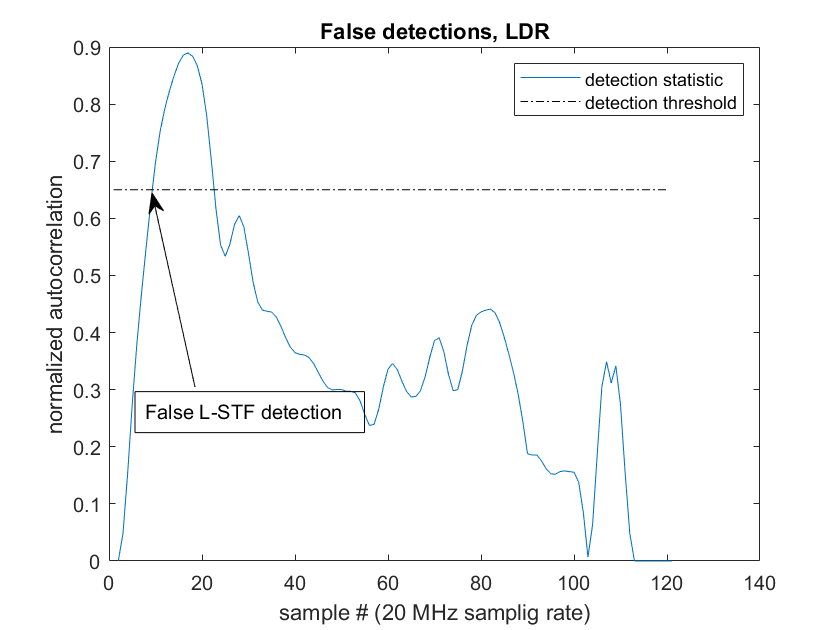 False detections, LDR
detection statistic
detection threshold
normalized autocorrelation
0.9
0.8
0.7
0.6
0.5
0.4
0.3
0.2
0.1
0
False L-STF detection
0 20 40 60 80 100 120 140
sample # (20 MHz samplig rate)